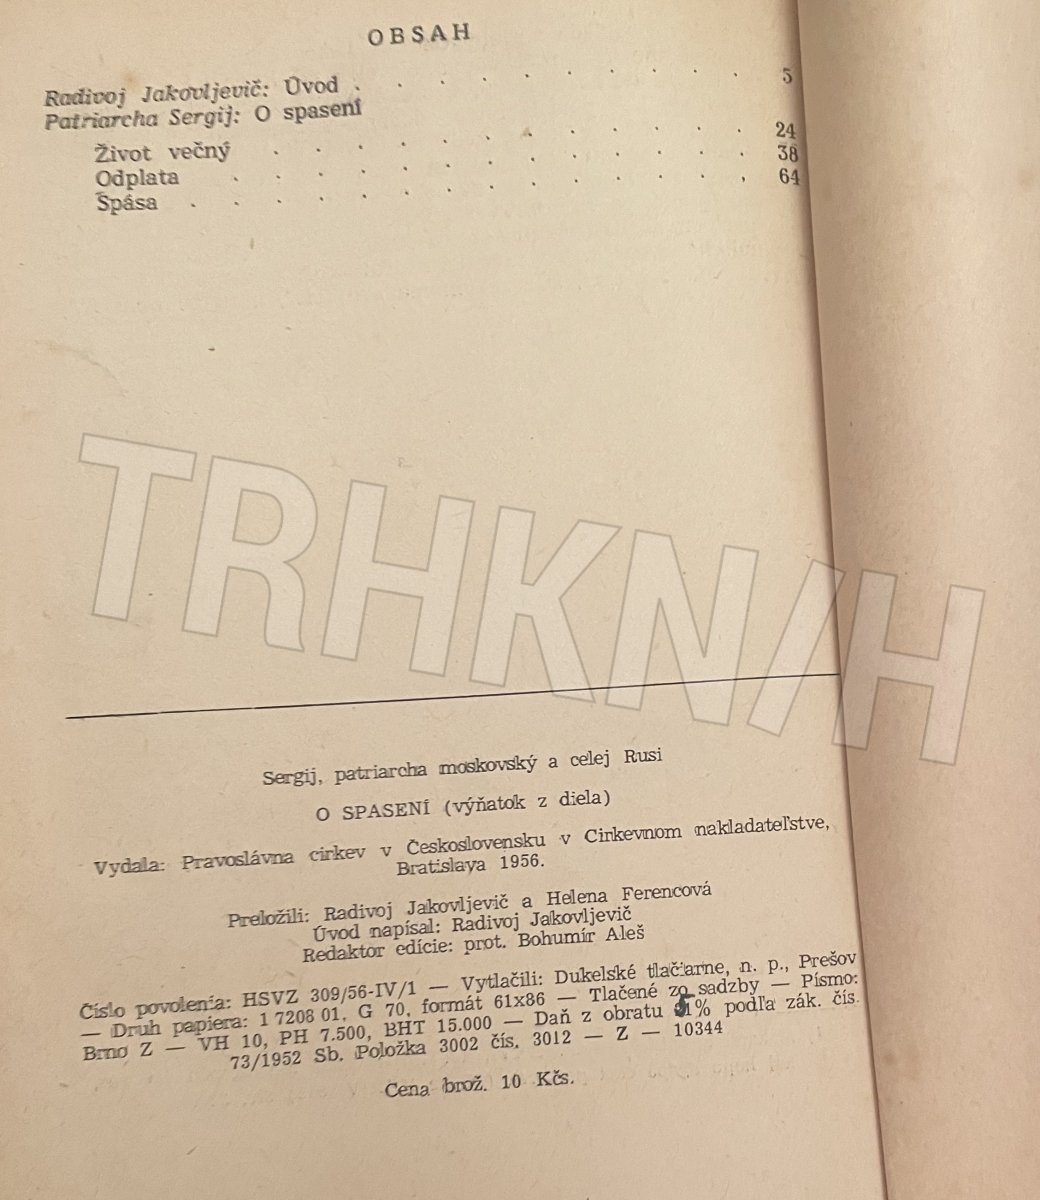 OBSAH
Radivoj Jakovljevič: Úvod . . . . . . . . . . 5
Patriarcha Sergij: O spasení
Život večný . . . . . . . . . . . . 24
Odplata . . . . . . . . . . . . . 38
Spása . . . . . . . . . . . . . . 64
TRHKNIH
Sergij, patriarcha moskovský a celej Rusi
O SPASENÍ (výňatok z diela)
Vydala: Pravoslávna cirkev v Československu v Cirkevnom nakladateľstve,
Bratislava 1956.
Preložili: Radivoj Jakovljevič a Helena Ferencová
Úvod napísal: Radivoj Jakovljevič
Redaktor edície: prot. Bohumír Aleš
Číslo povolenia: HSVZ 309/56-IV/1 — Vytlačili: Dukelské tlačiarne, n. p., Prešov
— Druh papiera: 1 7208 01, G 70, formát 61x86 — Tlačené zo sadzby — Písmo:
Brno Z — VH 10, PH 7.500, BHT 15.000 — Daň z obratu 1% podľa zák. čís.
73/1952 Sb. Položka 3002 čís. 3012 — Z — 10344
Cena brož. 10 Kčs.